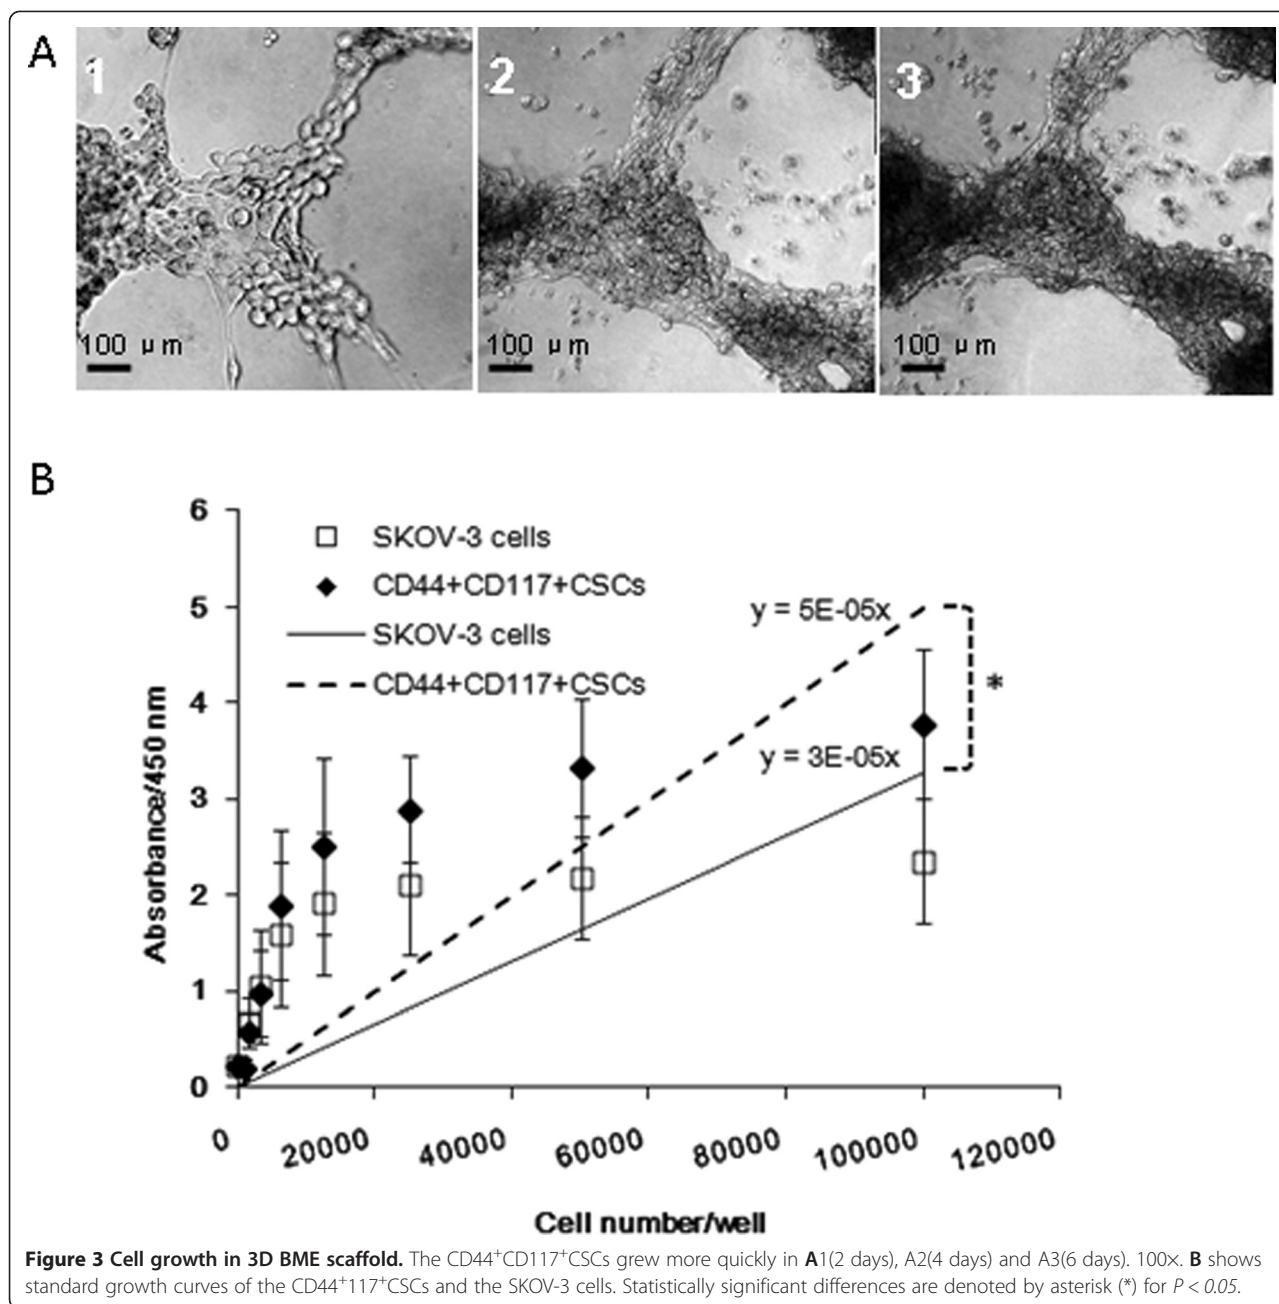 A
1
2
3
100 μm
100 μm
100 μm
B
6
5
4
3
2
1
0
Absorbance/450 nm
SKOV-3 cells
CD44+CD117+CSCs
SKOV-3 cells
CD44+CD117+CSCs
y = 5E-05x
*
y = 3E-05x
0
20000
40000
60000
80000
100000
120000
Cell number/well
Figure 3 Cell growth in 3D BME scaffold. The CD44⁺CD117⁺CSCs grew more quickly in A1(2 days), A2(4 days) and A3(6 days). 100×. B shows
standard growth curves of the CD44⁺117⁺CSCs and the SKOV-3 cells. Statistically significant differences are denoted by asterisk (*) for P < 0.05.